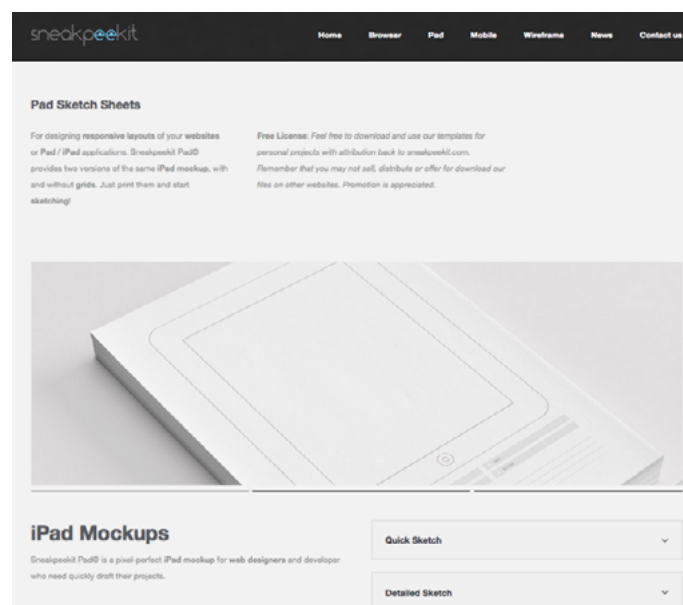 sneakpeekit
Home Browser Pad Mobile Wireframe News Contact us
Pad Sketch Sheets
For designing responsive layouts of your websites
or Pad / iPad applications. Sneakpeekit Pad©
provides two versions of the same iPad mockup, with
and without grids. Just print them and start
sketching!
Free License: Feel free to download and use our templates for
personal projects with attribution back to sneakpeekit.com.
Remember that you may not sell, distribute or offer for download our
files on other websites. Promotion is appreciated.
iPad Mockups
Sneakpeekit Pad© is a pixel-perfect iPad mockup for web designers and developer
who need quickly draft their projects.
Quick Sketch
Detailed Sketch